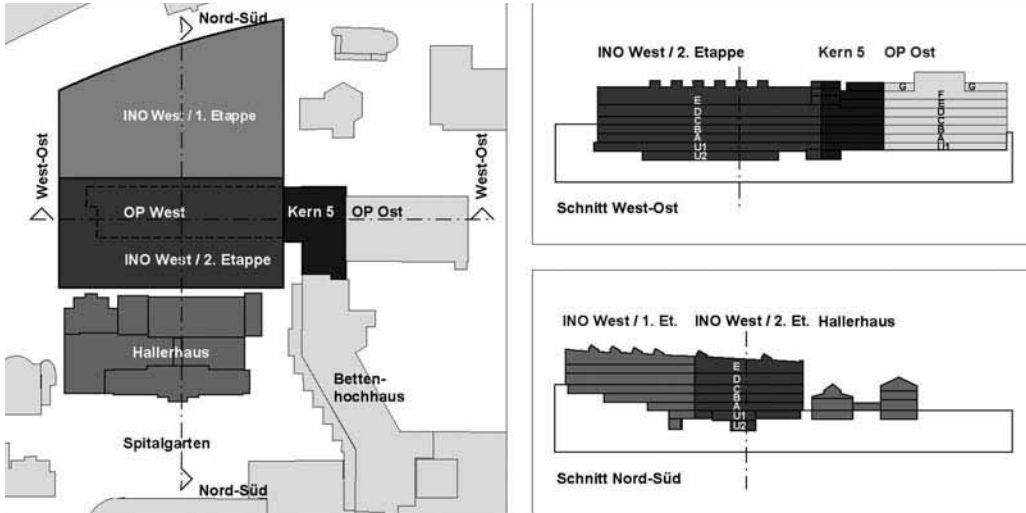 Nord-Süd
INO West / 1. Etappe
West-Ost
West-Ost
OP West
Kern 5
OP Ost
INO West / 2. Etappe
Hallerhaus
Betten-
hochhaus
Spitalgarten
Nord-Süd
INO West / 2. Etappe
Kern 5
OP Ost
G
G
E
D
C
B
A
U1
U2
F
E
D
C
B
A
U1
Schnitt West-Ost
INO West / 1. Et.
INO West / 2. Et.
Hallerhaus
E
D
C
B
A
U1
U2
Schnitt Nord-Süd